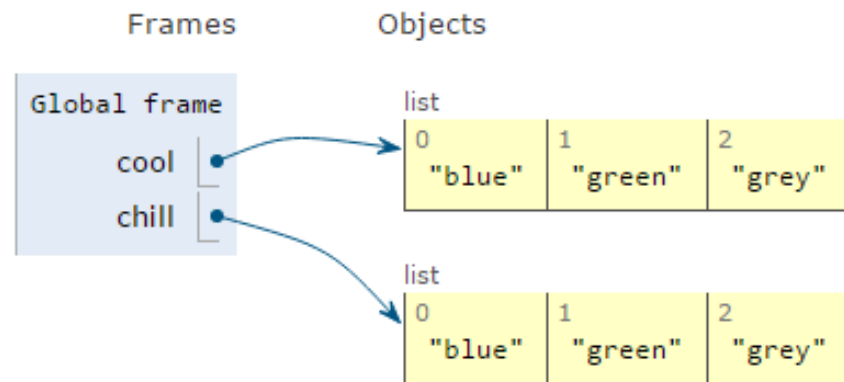 Frames Objects
Global frame
cool
chill
list
0 1 2
"blue" "green" "grey"
list
0 1 2
"blue" "green" "grey"